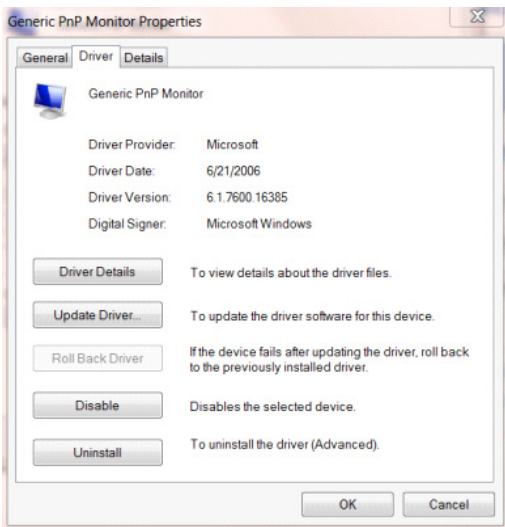 Generic PnP Monitor Properties
General Driver Details
Generic PnP Monitor
Driver Provider: Microsoft
Driver Date: 6/21/2006
Driver Version: 6.1.7600.16385
Digital Signer: Microsoft Windows
Driver Details To view details about the driver files.
Update Driver... To update the driver software for this device.
Roll Back Driver If the device fails after updating the driver, roll back
to the previously installed driver.
Disable Disables the selected device.
Uninstall To uninstall the driver (Advanced).
OK Cancel